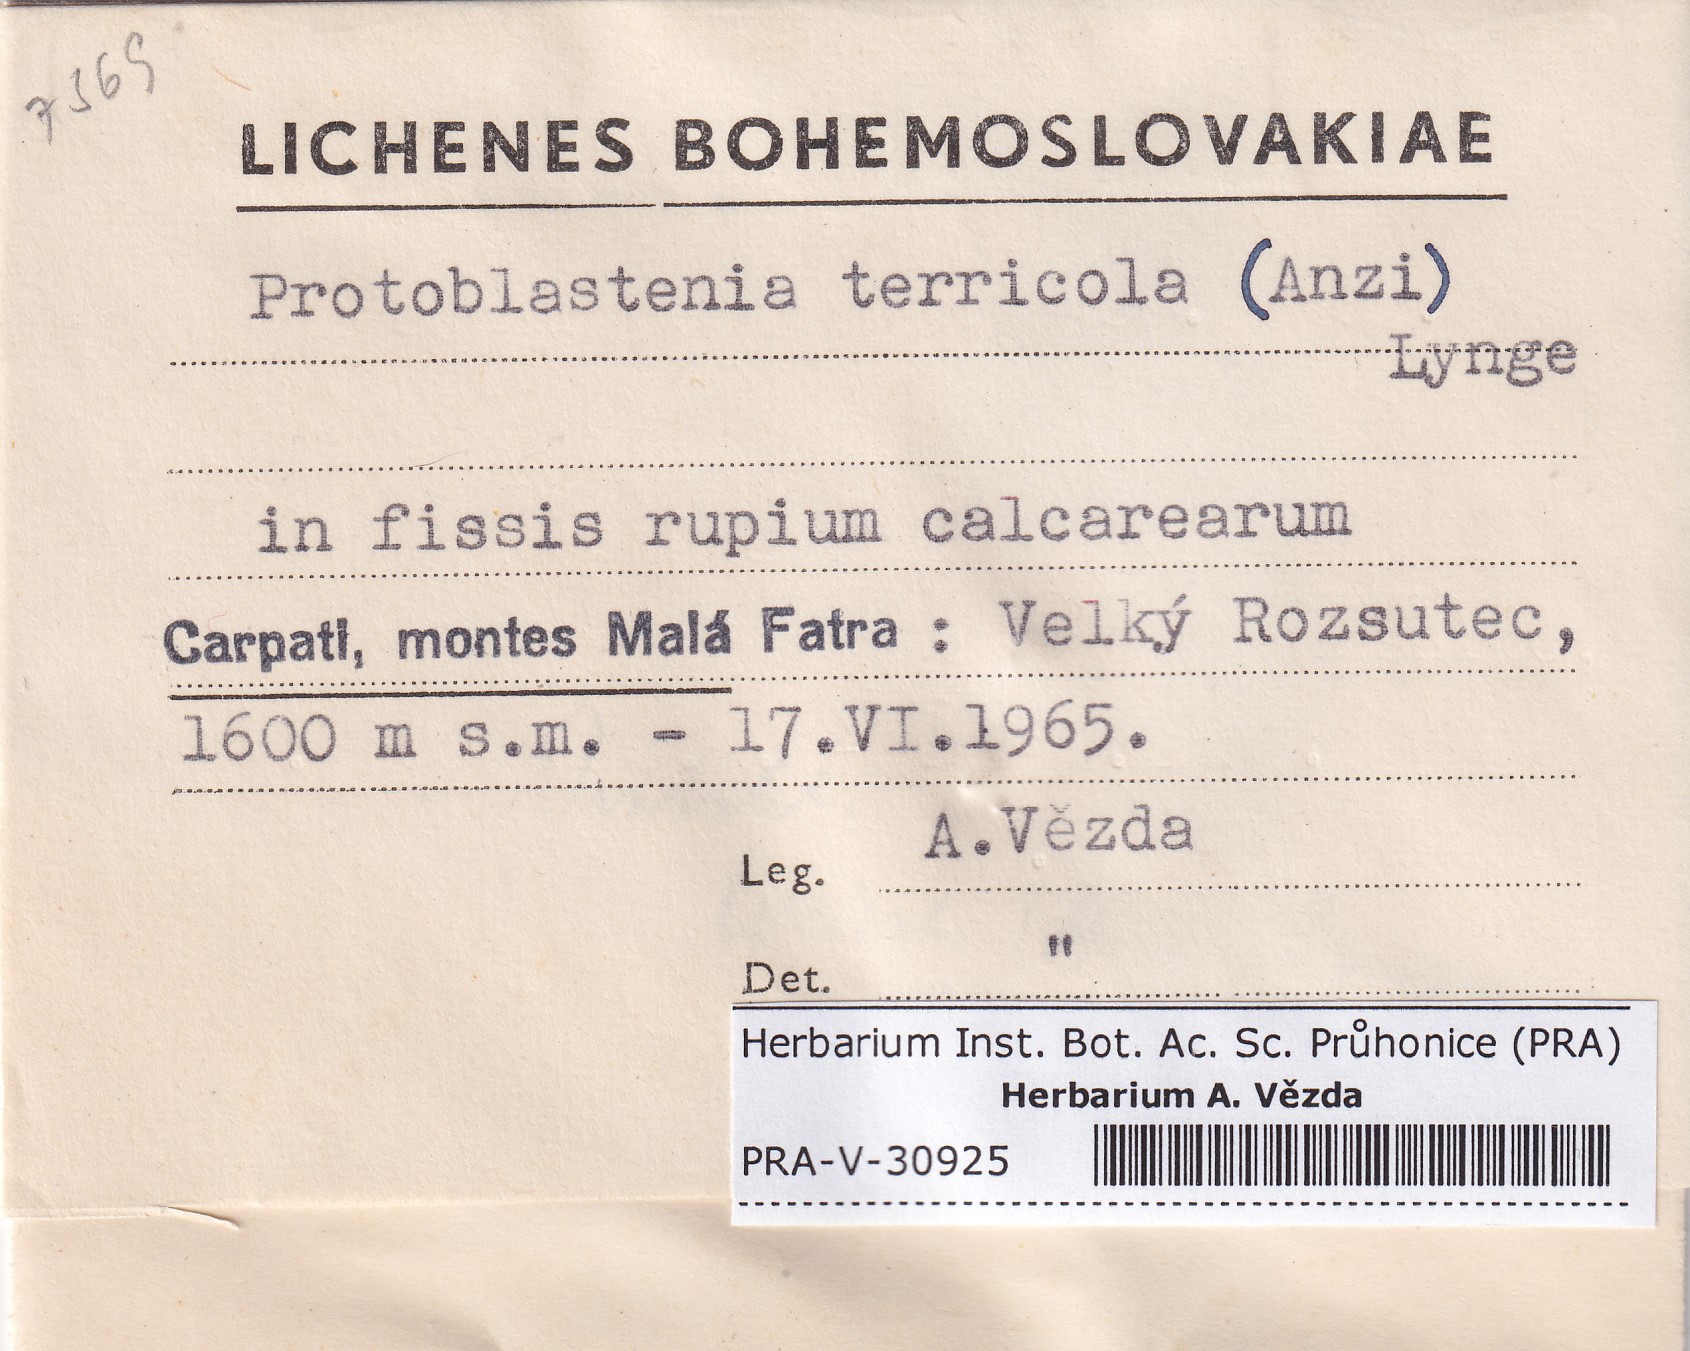 7369
LICHENES BOHEMOSLOVAKIAE
Protoblastenia terricola (Anzi)
Lynge
in fissis rupium calcarearum
Carpati, montes Malá Fatra : Velký Rozsutec,
1600 m s.m. - 17.VI.1965.
A.Vězda
Leg.
"
Det.
Herbarium Inst. Bot. Ac. Sc. Průhonice (PRA)
Herbarium A. Vězda
PRA-V-30925